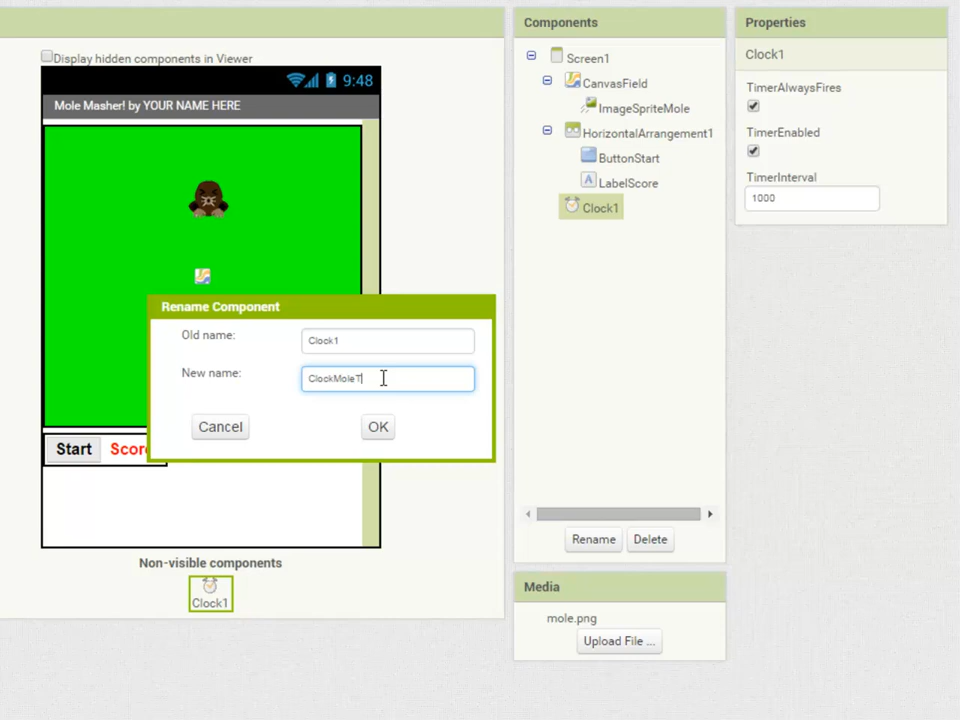 Display hidden components in Viewer
9:48
Mole Masher! by YOUR NAME HERE
Start
Score
Rename Component
Old name:
Clock1
New name:
ClockMoleT
Cancel
OK
Non-visible components
Clock1
Components
Screen1
CanvasField
ImageSpriteMole
HorizontalArrangement1
ButtonStart
LabelScore
Clock1
Rename
Delete
Media
mole.png
Upload File ...
Properties
Clock1
TimerAlwaysFires
TimerEnabled
TimerInterval
1000